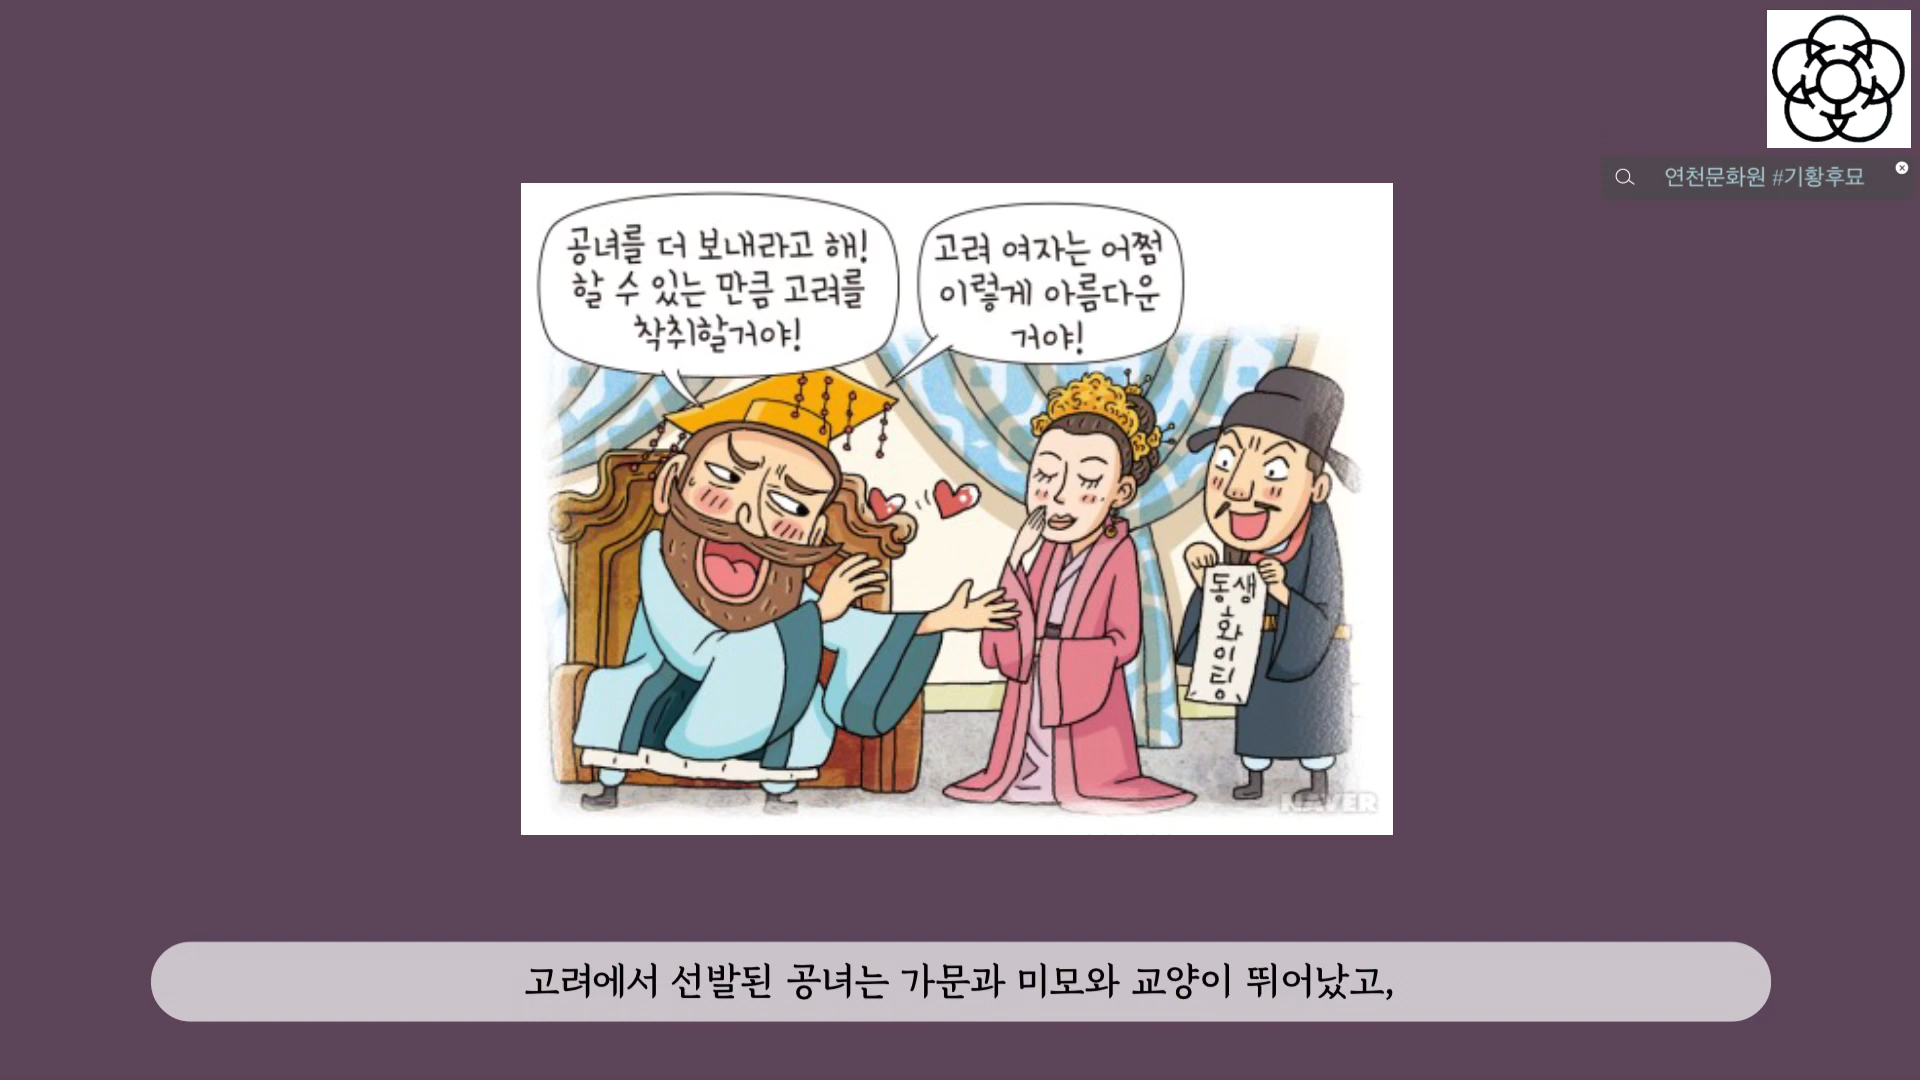 연천문화원 #기황후묘
공녀를 더 보내라고 해!
할 수 있는 만큼 고려를
착취할거야!
고려 여자는 어쩜
이렇게 아름다운
거야!
동생
화
이
팅
NAVER
고려에서 선발된 공녀는 가문과 미모와 교양이 뛰어났고,